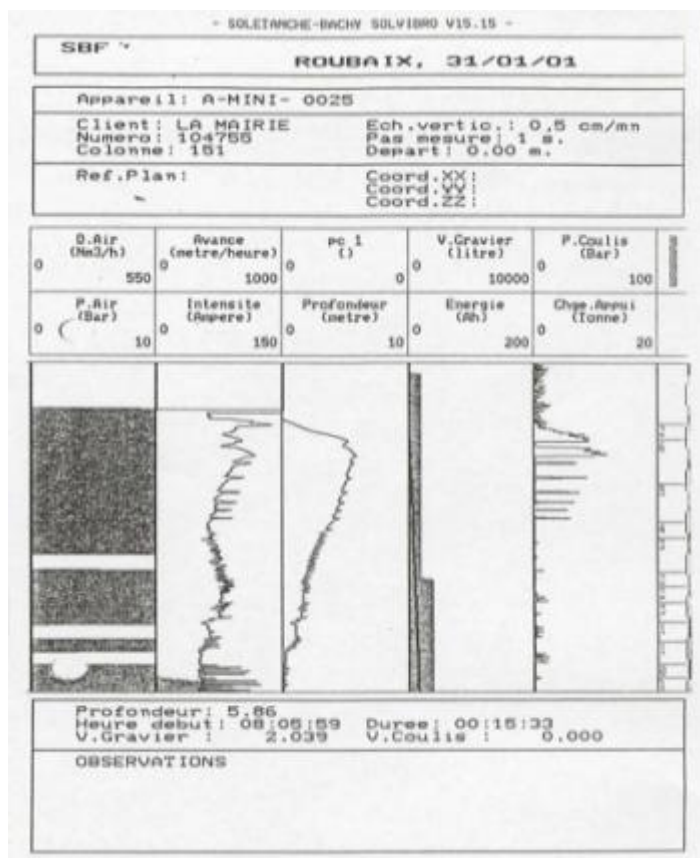 - SOLETANCHE-BACHY SOLVIBRO V15.15 -
SBF
ROUBAIX, 31/01/01
Appareil: A-MINI- 0025
Client: LA MAIRIE Ech.vertic.: 0,5 cm/mn
Numero: 104755 Pas mesure: 1 s.
Colonne: 151 Depart: 0.00 m.
Ref.Plan: Coord.XX:
Coord.YY:
Coord.ZZ:
D.Air Avance pc 1 V.Gravier P.Coulis
(Nm3/h) (metre/heure) () (litre) (Bar)
0 0 0 0 0
550 1000 0 10000 100
P.Air Intensite Profondeur Energie Chge.Appui
(Bar) (Ampere) (metre) (Ah) (Tonne)
0 0 0 0 0
10 150 10 200 20
Profondeur: 5.86
Heure debut: 08:05:59 Duree: 00:15:33
V.Gravier : 2.039 V.Coulis : 0.000
OBSERVATIONS